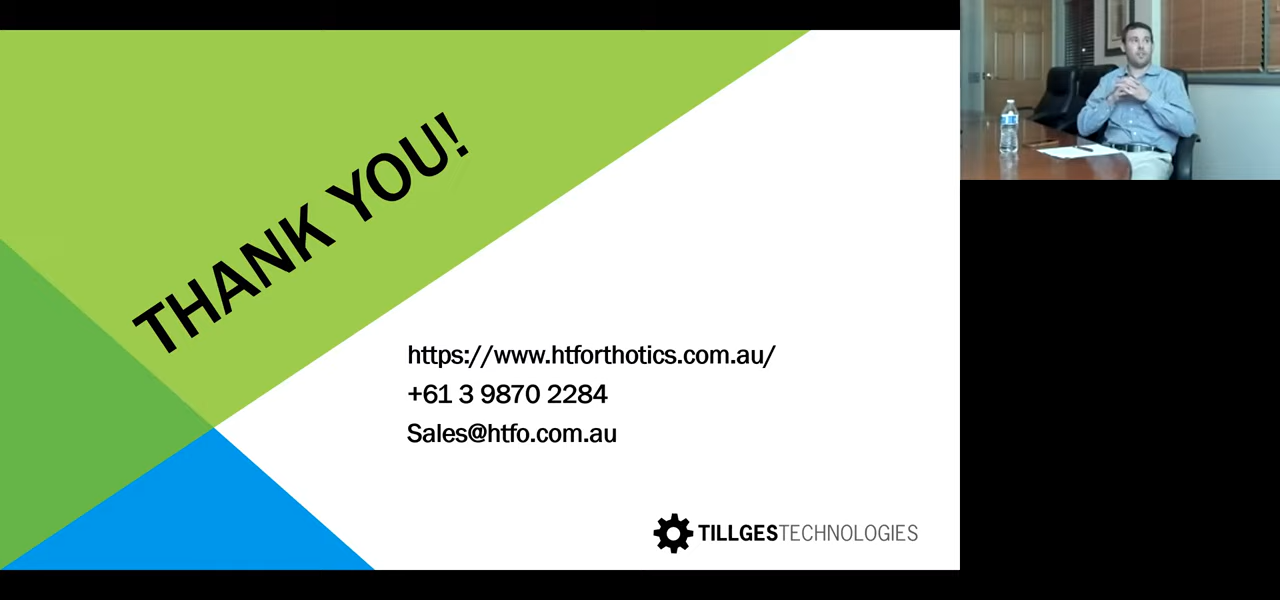 THANK YOU!
https://www.htforthotics.com.au/
+61 3 9870 2284
Sales@htfo.com.au
TILLGESTECHNOLOGIES